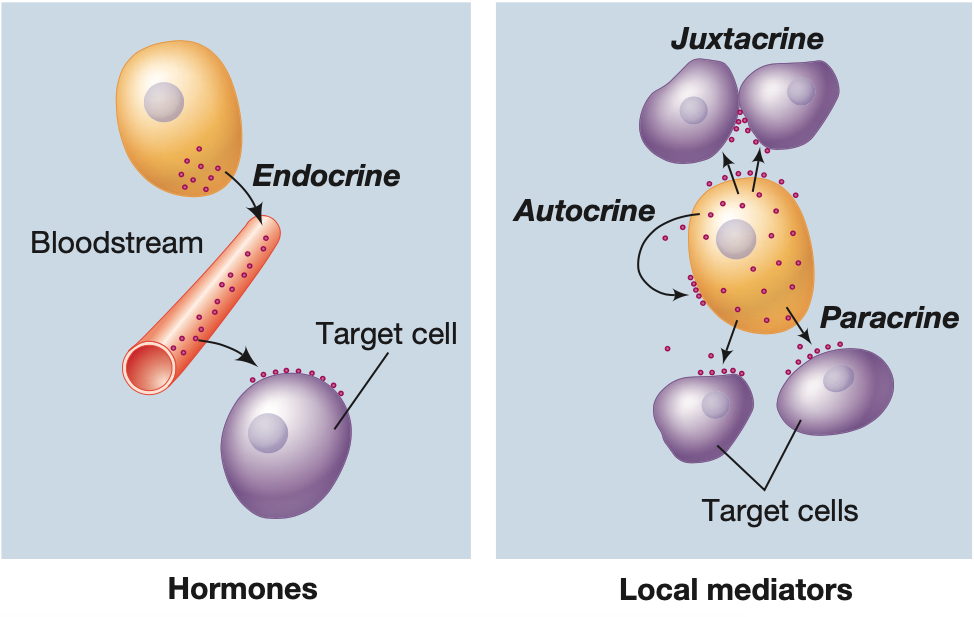 Endocrine
Bloodstream
Target cell
Hormones
Juxtacrine
Autocrine
Paracrine
Target cells
Local mediators